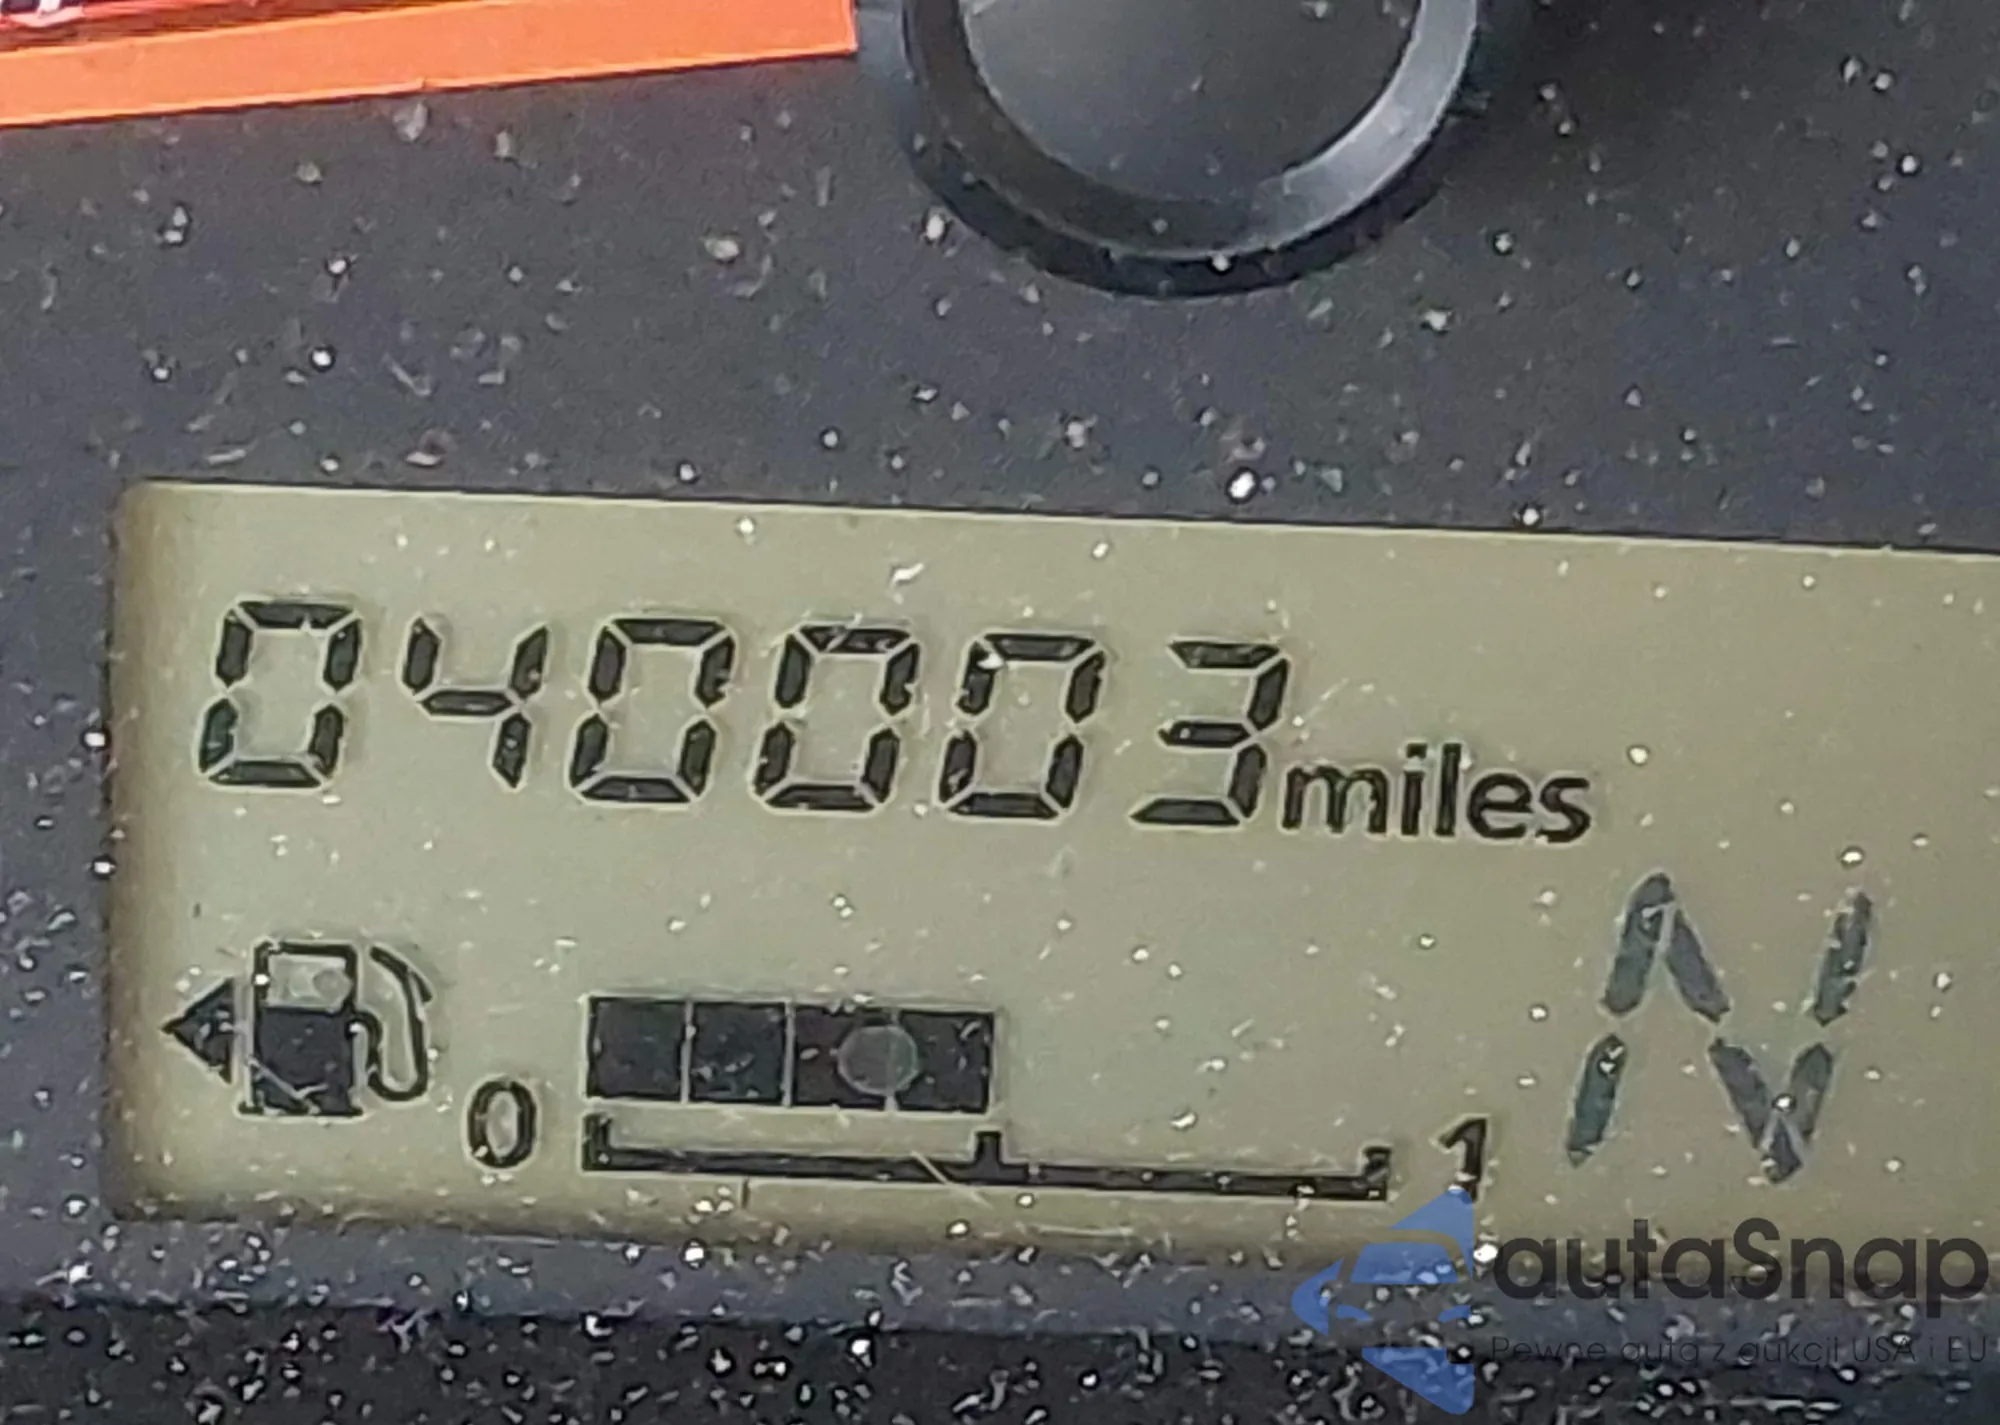 040003 miles
N
0 1
autaSnap
Pewne auta z aukcji USA i EU